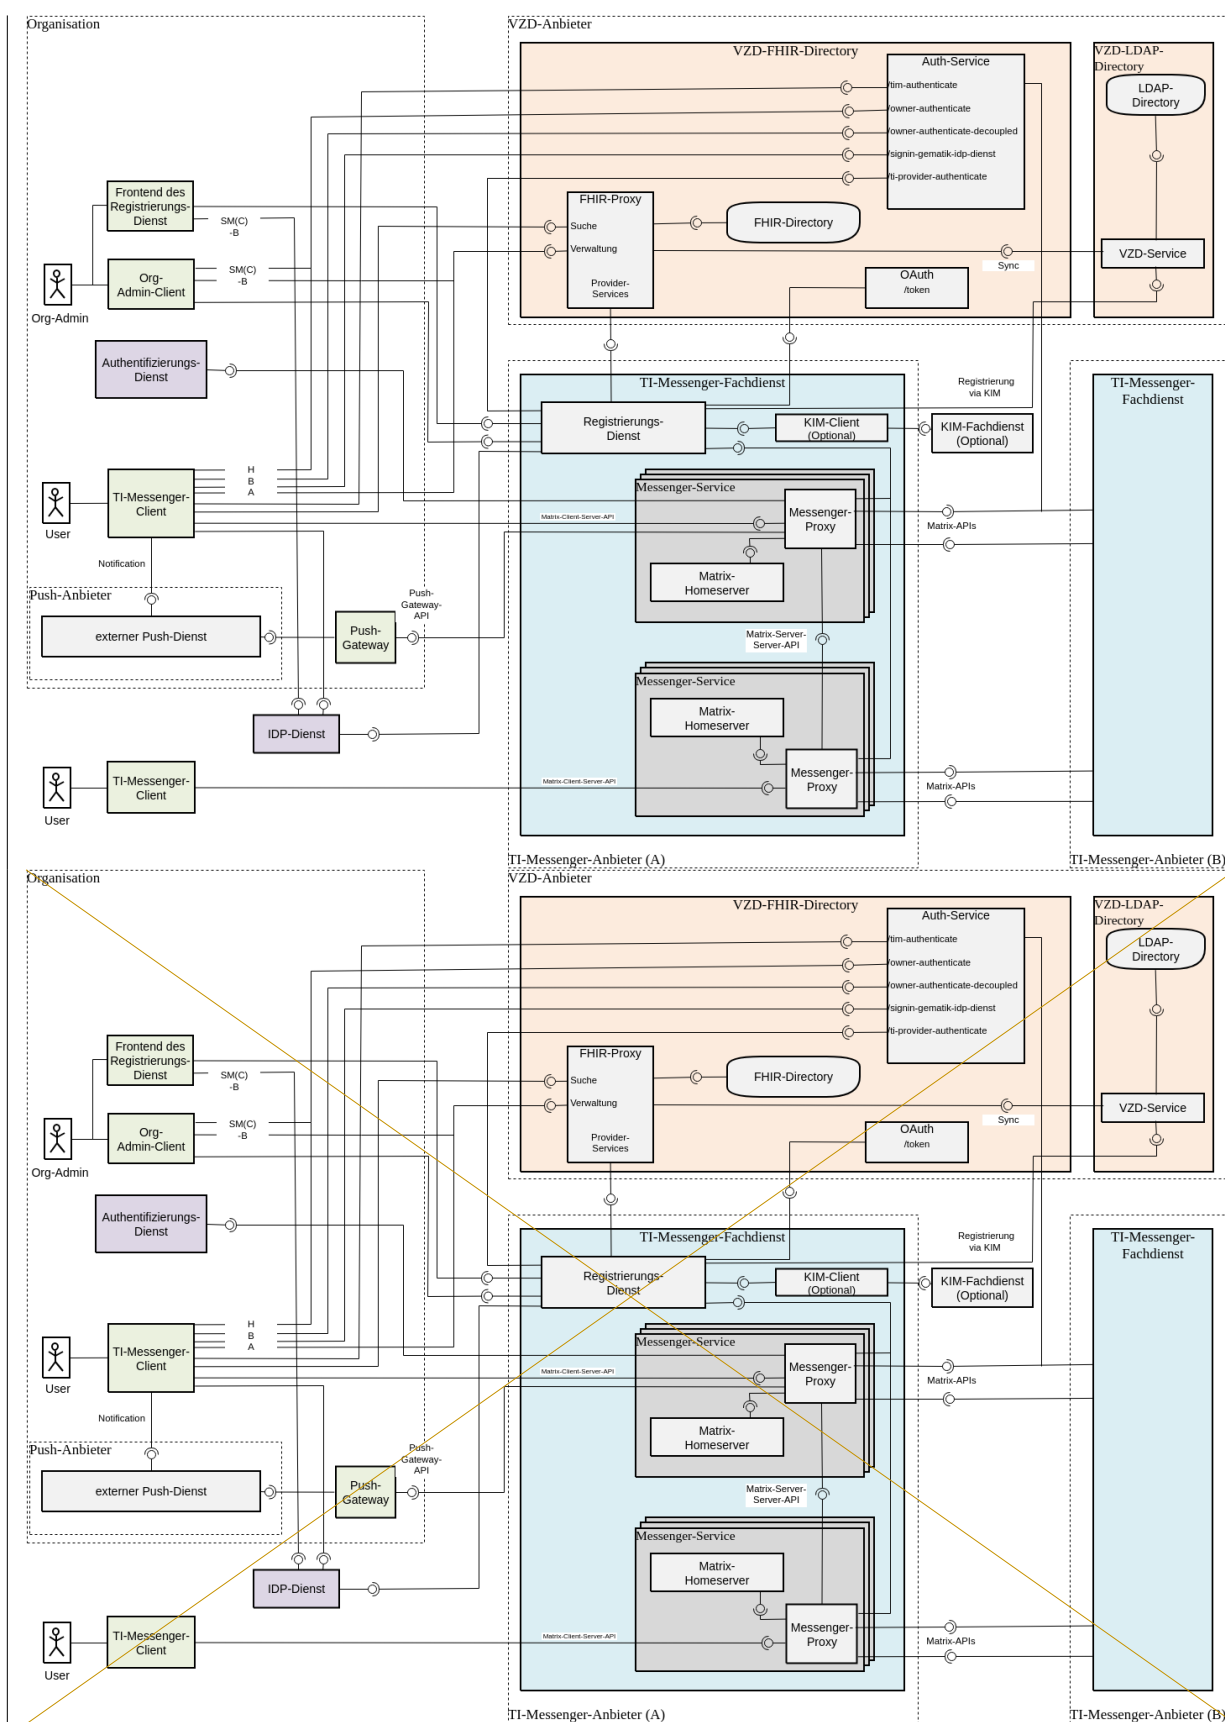 Organisation
VZD-Anbieter
VZD-FHIR-Directory
VZD-LDAP-
Directory
Auth-Service
/tim-authenticate
/owner-authenticate
/owner-authenticate-decoupled
/signin-gematik-idp-dienst
/ti-provider-authenticate
LDAP-
Directory
Frontend des
Registrierungs-
Dienst
SM(C)
-B
FHIR-Proxy
Suche
Verwaltung
Provider-
Services
FHIR-Directory
Sync
VZD-Service
OAuth
/token
Org-
Admin-Client
SM(C)
-B
Org-Admin
Authentifizierungs-
Dienst
TI-Messenger-Fachdienst
Registrierung
via KIM
TI-Messenger-
Fachdienst
Registrierungs-
Dienst
KIM-Client
(Optional)
KIM-Fachdienst
(Optional)
TI-Messenger-
Client
H
B
A
User
Messenger-Service
Messenger-
Proxy
Matrix-Client-Server-API
Matrix-APIs
Matrix-
Homeserver
Notification
Push-Anbieter
externer Push-Dienst
Push-
Gateway-
API
Push-
Gateway
Matrix-Server-
Server-API
Messenger-Service
Matrix-
Homeserver
IDP-Dienst
Messenger-
Proxy
TI-Messenger-
Client
User
Matrix-Client-Server-API
Matrix-APIs
TI-Messenger-Anbieter (A)
TI-Messenger-Anbieter (B)
Organisation
VZD-Anbieter
VZD-FHIR-Directory
VZD-LDAP-
Directory
Auth-Service
/tim-authenticate
/owner-authenticate
/owner-authenticate-decoupled
/signin-gematik-idp-dienst
/ti-provider-authenticate
LDAP-
Directory
Frontend des
Registrierungs-
Dienst
SM(C)
-B
FHIR-Proxy
Suche
Verwaltung
Provider-
Services
FHIR-Directory
Sync
VZD-Service
OAuth
/token
Org-
Admin-Client
SM(C)
-B
Org-Admin
Authentifizierungs-
Dienst
TI-Messenger-Fachdienst
Registrierung
via KIM
TI-Messenger-
Fachdienst
Registrierungs-
Dienst
KIM-Client
(Optional)
KIM-Fachdienst
(Optional)
TI-Messenger-
Client
H
B
A
User
Messenger-Service
Messenger-
Proxy
Matrix-Client-Server-API
Matrix-APIs
Matrix-
Homeserver
Notification
Push-Anbieter
externer Push-Dienst
Push-
Gateway-
API
Push-
Gateway
Matrix-Server-
Server-API
Messenger-Service
Matrix-
Homeserver
IDP-Dienst
Messenger-
Proxy
TI-Messenger-
Client
User
Matrix-Client-Server-API
Matrix-APIs
TI-Messenger-Anbieter (A)
TI-Messenger-Anbieter (B)